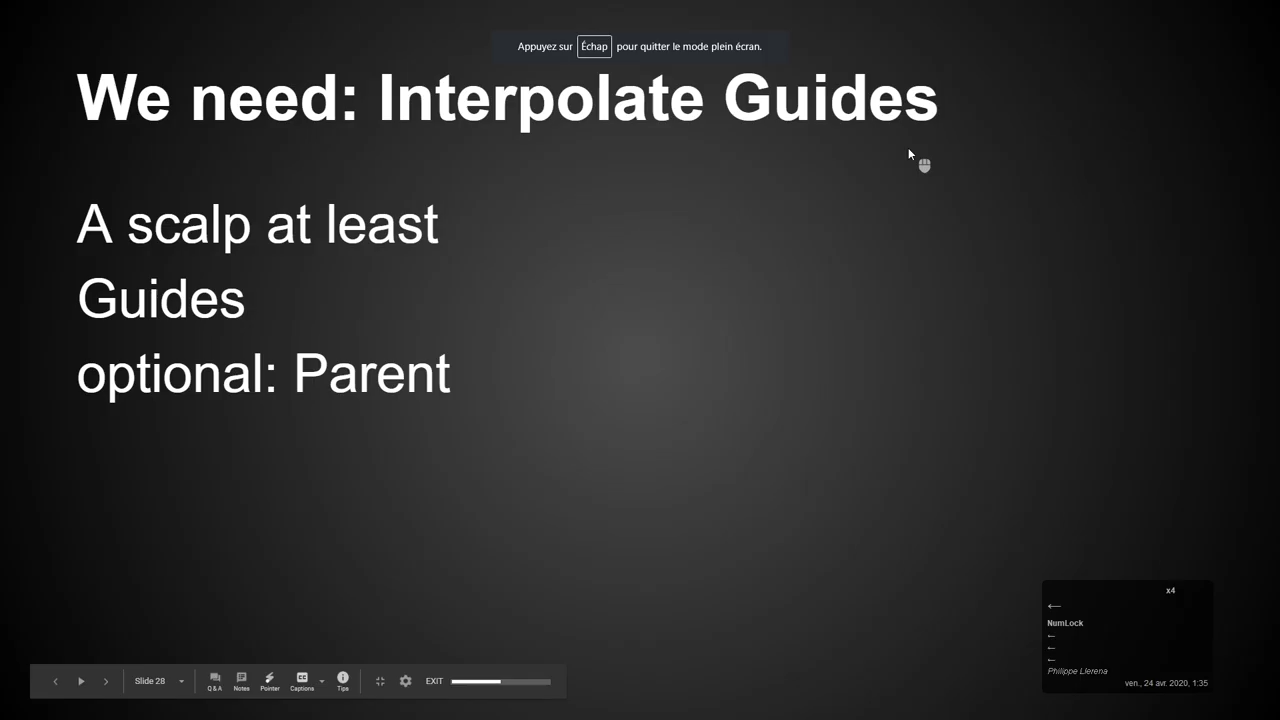 Appuyez sur Échap pour quitter le mode plein écran.
We need: Interpolate Guides
A scalp at least
Guides
optional: Parent
x4
←
NumLock
←
←
←
Philippe Llerena
ven., 24 avr. 2020, 1:35
Slide 28
Q & A
Notes
Pointer
Captions
Tips
EXIT